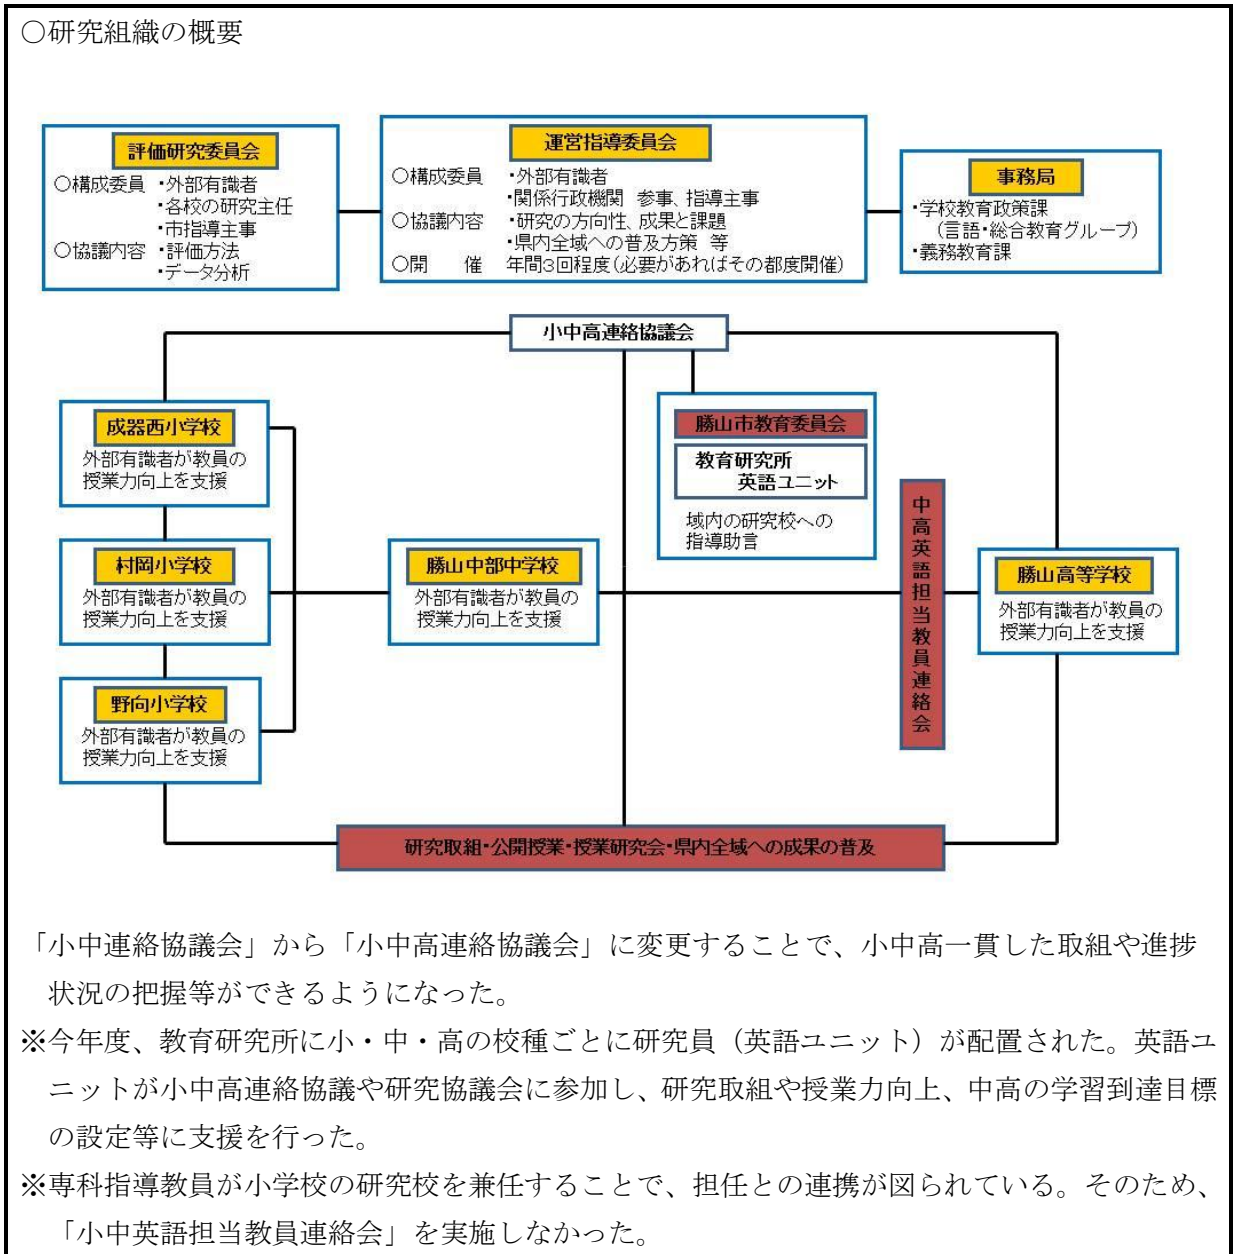 ○研究組織の概要
評価研究委員会
○構成委員 ・外部有識者
・各校の研究主任
・市指導主事
○協議内容 ・評価方法
・データ分析
運営指導委員会
○構成委員 ・外部有識者
・関係行政機関 参事、指導主事
○協議内容 ・研究の方向性、成果と課題
・県内全域への普及方策 等
○開 催 年間3回程度(必要があればその都度開催)
事務局
・学校教育政策課
(言語・総合教育グループ)
・義務教育課
小中高連絡協議会
成器西小学校
外部有識者が教員の
授業力向上を支援
勝山市教育委員会
教育研究所
英語ユニット
域内の研究校への
指導助言
村岡小学校
外部有識者が教員の
授業力向上を支援
勝山中部中学校
外部有識者が教員の
授業力向上を支援
中高英語担当教員連絡会
勝山高等学校
外部有識者が教員の
授業力向上を支援
野向小学校
外部有識者が教員の
授業力向上を支援
研究取組・公開授業・授業研究会・県内全域への成果の普及
「小中連絡協議会」から「小中高連絡協議会」に変更することで、小中高一貫した取組や進捗
状況の把握等ができるようになった。
※今年度、教育研究所に小・中・高の校種ごとに研究員（英語ユニット）が配置された。英語ユ
ニットが小中高連絡協議や研究協議会に参加し、研究取組や授業力向上、中高の学習到達目標
の設定等に支援を行った。
※専科指導教員が小学校の研究校を兼任することで、担任との連携が図られている。そのため、
「小中英語担当教員連絡会」を実施しなかった。